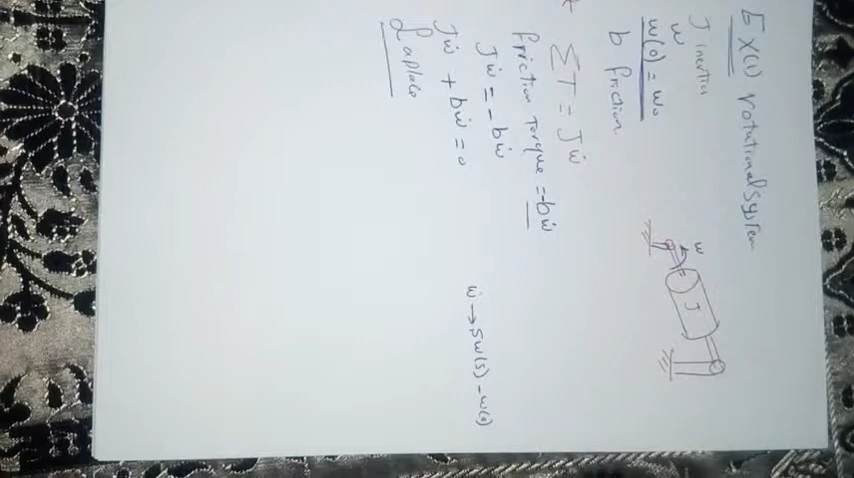 Ex(1) rotational system
J inertia
ω
ω(0) = ω₀
b friction
ω
J
ΣT = Jω̇
friction Torque = -bω̇
Jω̇ = -bω̇
Jω̇ + bω̇ = 0
ω̇ → Sω(s) - ω(0)
Laplace